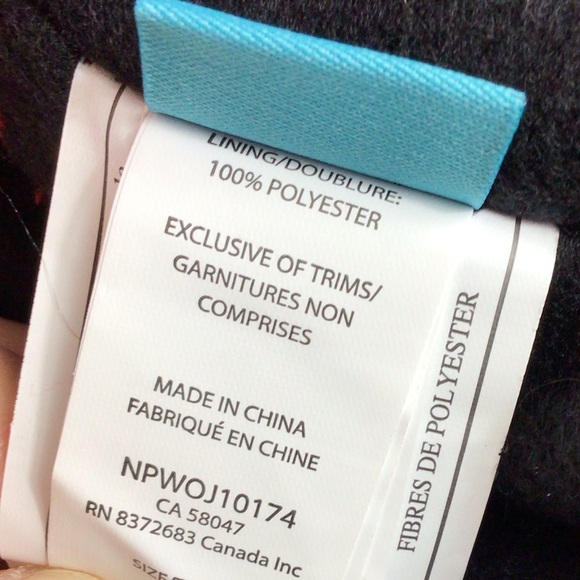 LINING/DOUBLURE:
100% POLYESTER
EXCLUSIVE OF TRIMS/
GARNITURES NON
COMPRISES
MADE IN CHINA
FABRIQUÉ EN CHINE
NPWOJ10174
CA 58047
RN 8372683 Canada Inc
SIZE
FIBRES DE POLYESTER